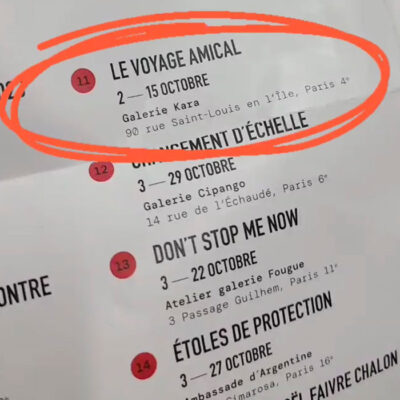 11
LE VOYAGE AMICAL
2 — 15 OCTOBRE
Galerie Kara
90 rue Saint-Louis en l'Île, Paris 4ᵉ
12
CHANGEMENT D'ÉCHELLE
3 — 29 OCTOBRE
Galerie Cipango
14 rue de l'Échaudé, Paris 6ᵉ
13
DON'T STOP ME NOW
3 — 22 OCTOBRE
Atelier galerie Fougue
3 Passage Guilhem, Paris 11ᵉ
14
ÉTOLES DE PROTECTION
3 — 27 OCTOBRE
Ambassade d'Argentine
Cimarosa, Paris 16ᵉ
FAIVRE CHALON
ONTRE